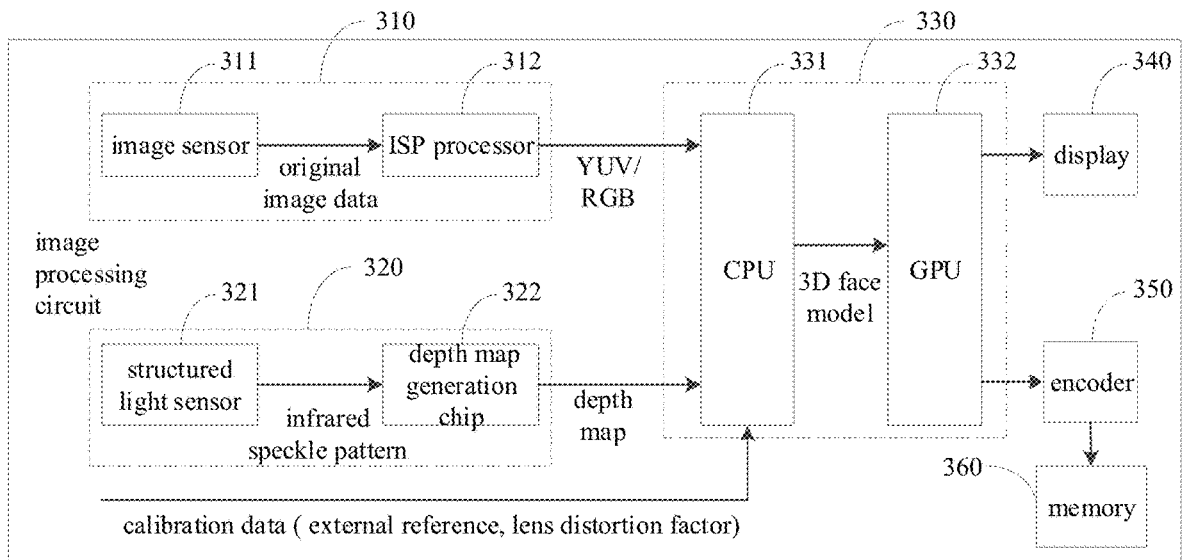 310
330
311
312
331
332
340
image sensor
ISP processor
original
image data
YUV/
RGB
display
image
processing
circuit
CPU
GPU
3D face
model
320
321
322
350
structured
light sensor
depth map
generation
chip
infrared
speckle pattern
depth
map
encoder
360
memory
calibration data ( external reference, lens distortion factor)